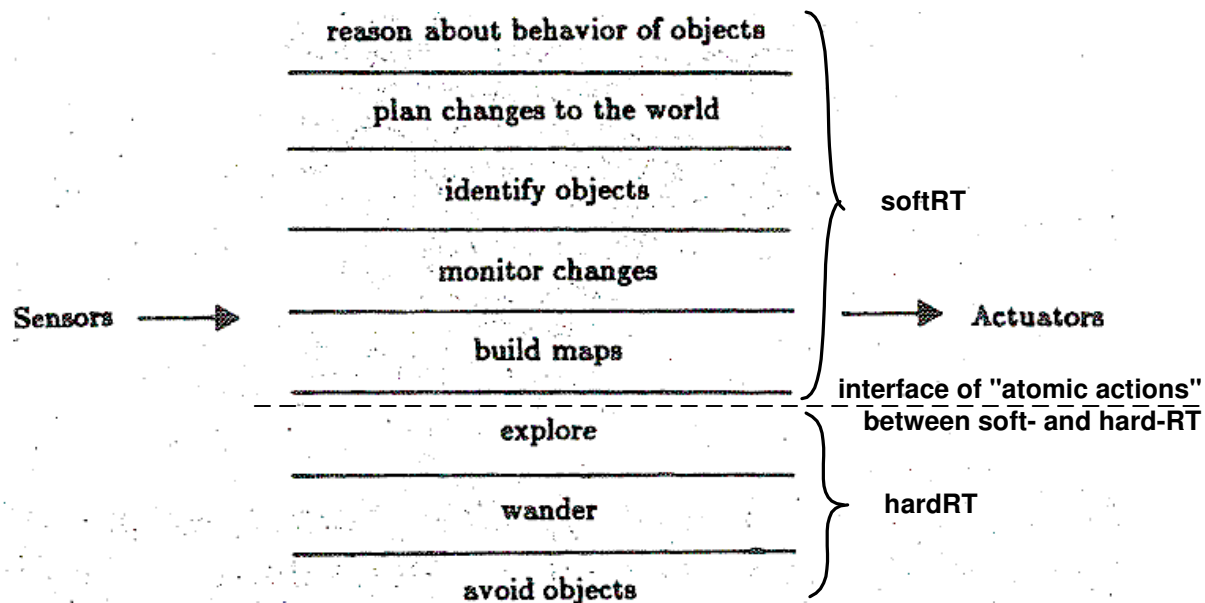 reason about behavior of objects
plan changes to the world
identify objects
softRT
monitor changes
Sensors
Actuators
build maps
interface of "atomic actions"
between soft- and hard-RT
explore
hardRT
wander
avoid objects